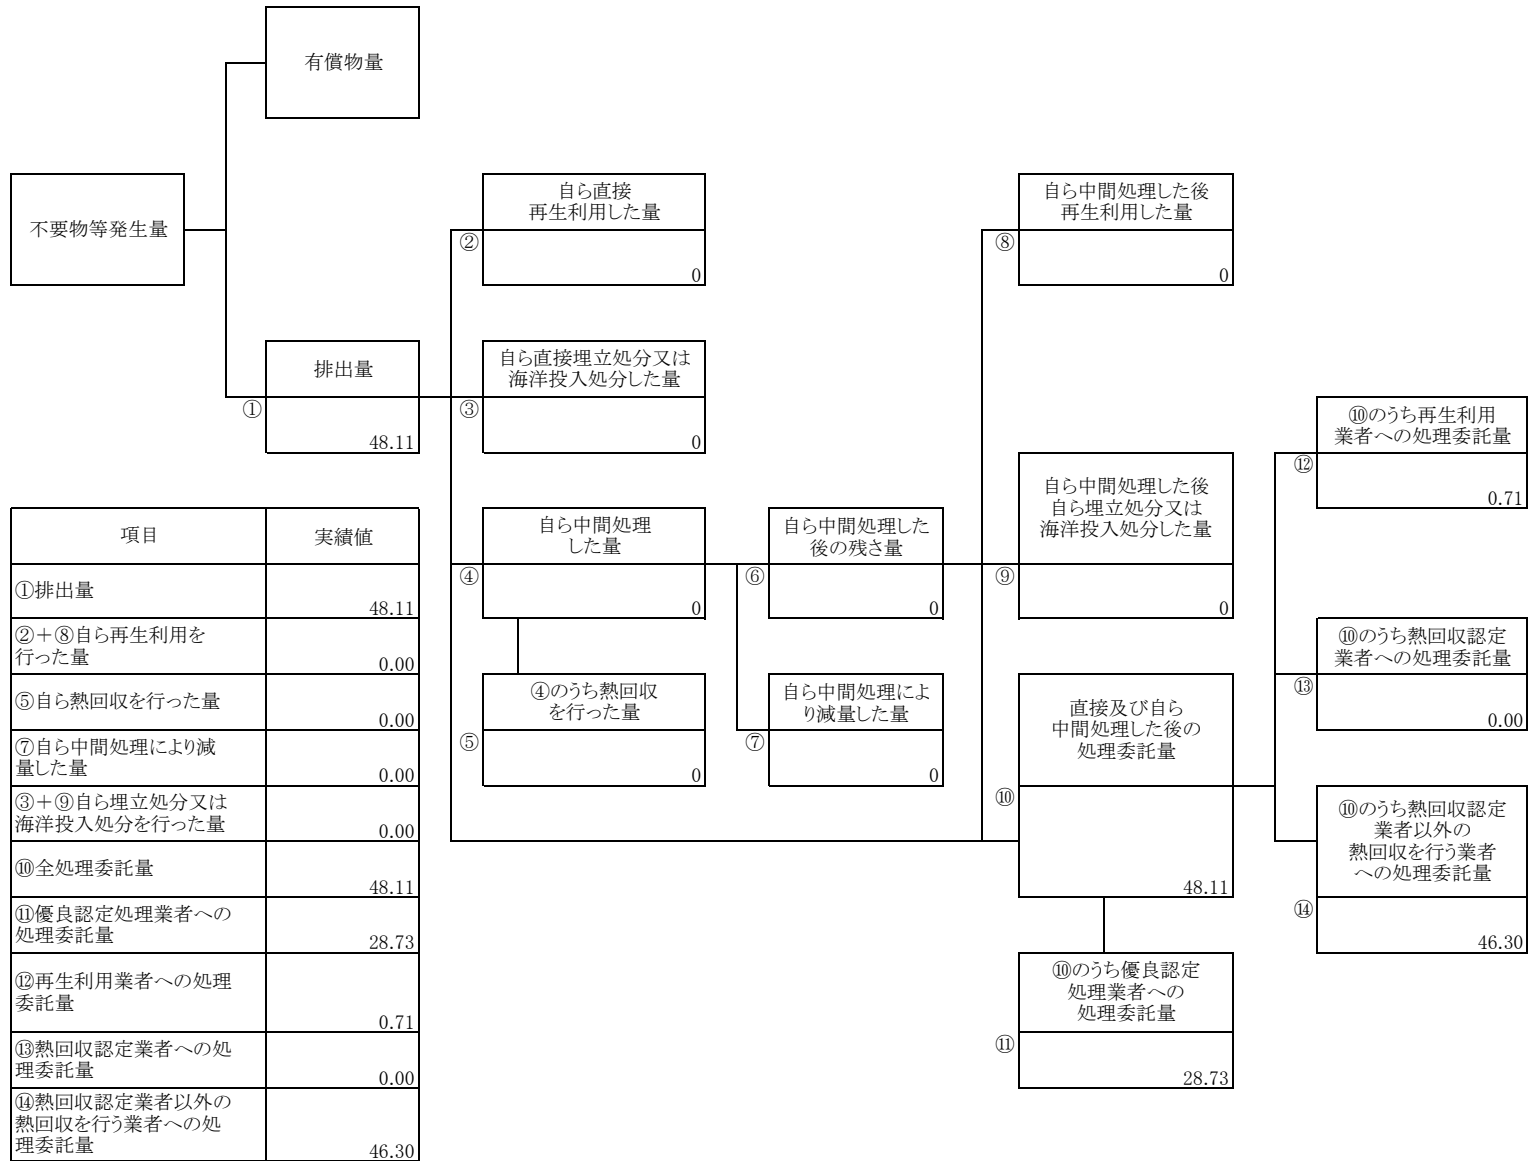 有償物量
不要物等発生量
自ら直接
再生利用した量
②
0
自ら中間処理した後
再生利用した量
⑧
0
排出量
①
48.11
自ら直接埋立処分又は
海洋投入処分した量
③
0
⑩のうち再生利用
業者への処理委託量
⑫
0.71
自ら中間処理
した量
④
0
自ら中間処理した
後の残さ量
⑥
0
自ら中間処理した後
自ら埋立処分又は
海洋投入処分した量
⑨
0
⑩のうち熱回収認定
業者への処理委託量
⑬
0.00
④のうち熱回収
を行った量
⑤
0
自ら中間処理によ
り減量した量
⑦
0
直接及び自ら
中間処理した後の
処理委託量
⑩
48.11
⑩のうち熱回収認定
業者以外の
熱回収を行う業者
への処理委託量
⑭
46.30
⑩のうち優良認定
処理業者への
処理委託量
⑪
28.73
項目 実績値
①排出量
48.11
②＋⑧自ら再生利用を
行った量
0.00
⑤自ら熱回収を行った量
0.00
⑦自ら中間処理により減
量した量
0.00
③＋⑨自ら埋立処分又は
海洋投入処分を行った量
0.00
⑩全処理委託量
48.11
⑪優良認定処理業者への
処理委託量
28.73
⑫再生利用業者への処理
委託量
0.71
⑬熱回収認定業者への処
理委託量
0.00
⑭熱回収認定業者以外の
熱回収を行う業者への処
理委託量
46.30